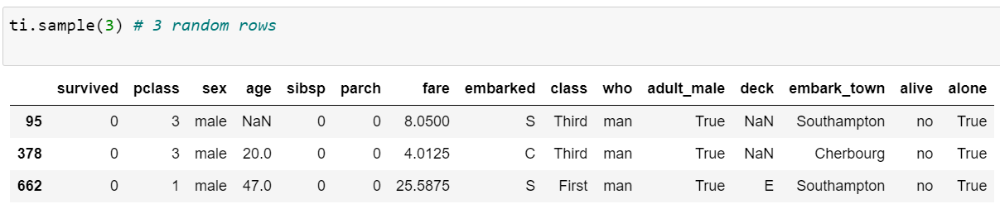 ti.sample(3) # 3 random rows
survived pclass sex age sibsp parch fare embarked class who adult_male deck embark_town alive alone
95 0 3 male NaN 0 0 8.0500 S Third man True NaN Southampton no True
378 0 3 male 20.0 0 0 4.0125 C Third man True NaN Cherbourg no True
662 0 1 male 47.0 0 0 25.5875 S First man True E Southampton no True